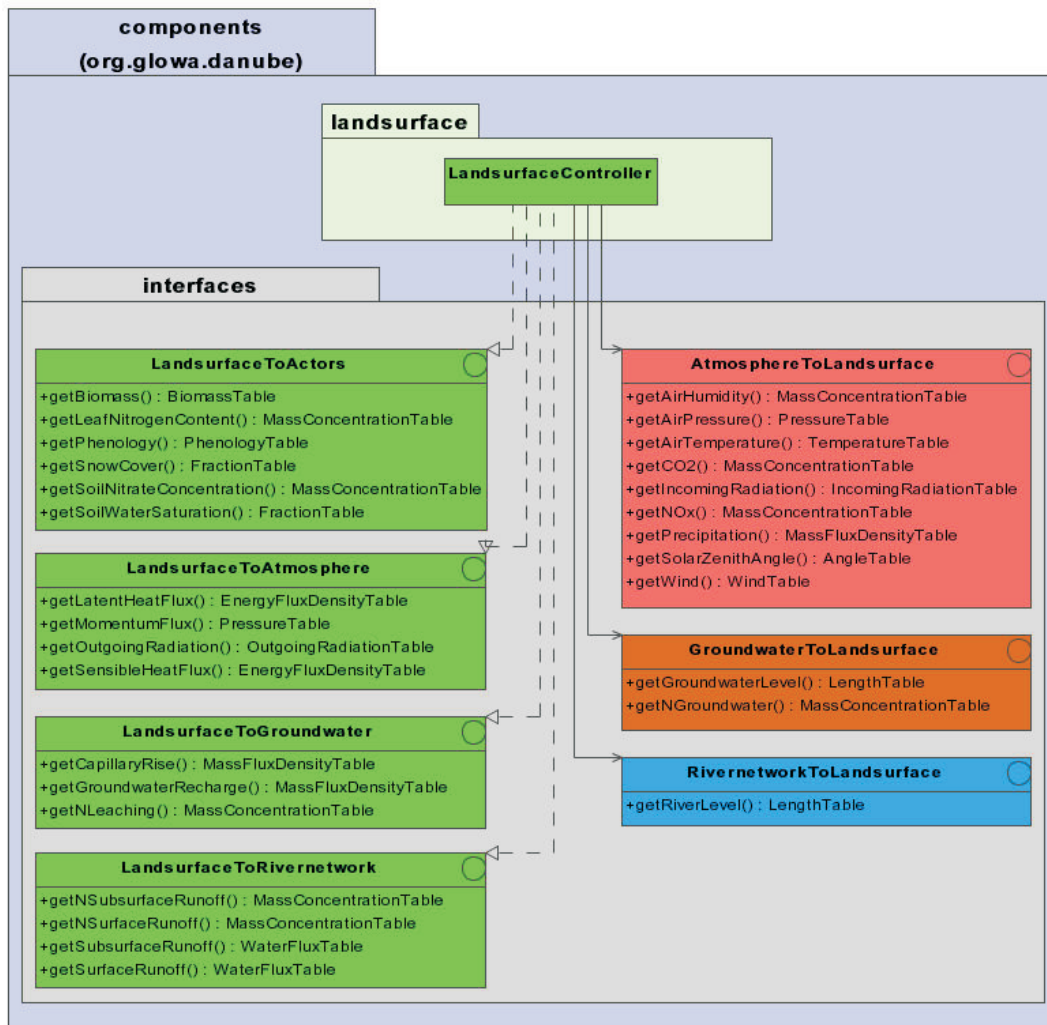 components
(org.glowa.danube)
landsurface
LandsurfaceController
interfaces
LandsurfaceToActors
+getBiomass() : BiomassTable
+getLeafNitrogenContent() : MassConcentrationTable
+getPhenology() : PhenologyTable
+getSnowCover() : FractionTable
+getSoilNitrateConcentration() : MassConcentrationTable
+getSoilWaterSaturation() : FractionTable
LandsurfaceToAtmosphere
+getLatentHeatFlux() : EnergyFluxDensityTable
+getMomentumFlux() : PressureTable
+getOutgoingRadiation() : OutgoingRadiationTable
+getSensibleHeatFlux() : EnergyFluxDensityTable
LandsurfaceToGroundwater
+getCapillaryRise() : MassFluxDensityTable
+getGroundwaterRecharge() : MassFluxDensityTable
+getNLeaching() : MassConcentrationTable
LandsurfaceToRivernetwork
+getNSubsurfaceRunoff() : MassConcentrationTable
+getNSurfaceRunoff() : MassConcentrationTable
+getSubsurfaceRunoff() : WaterFluxTable
+getSurfaceRunoff() : WaterFluxTable
AtmosphereToLandsurface
+getAirHumidity() : MassConcentrationTable
+getAirPressure() : PressureTable
+getAirTemperature() : TemperatureTable
+getCO2() : MassConcentrationTable
+getIncomingRadiation() : IncomingRadiationTable
+getNOx() : MassConcentrationTable
+getPrecipitation() : MassFluxDensityTable
+getSolarZenithAngle() : AngleTable
+getWind() : WindTable
GroundwaterToLandsurface
+getGroundwaterLevel() : LengthTable
+getNGroundwater() : MassConcentrationTable
RivernetworkToLandsurface
+getRiverLevel() : LengthTable